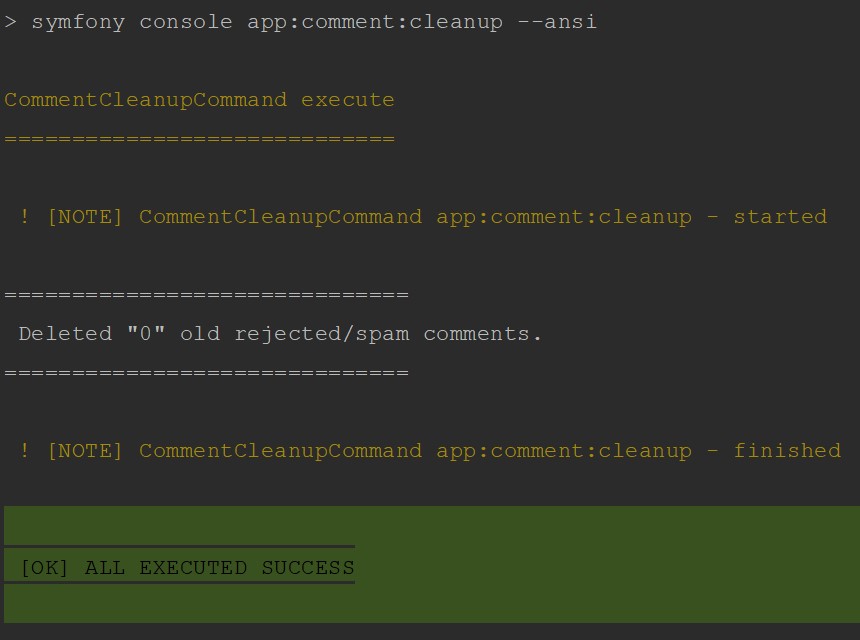 > symfony console app:comment:cleanup --ansi
CommentCleanupCommand execute
=============================
! [NOTE] CommentCleanupCommand app:comment:cleanup - started
==============================
Deleted "0" old rejected/spam comments.
==============================
! [NOTE] CommentCleanupCommand app:comment:cleanup - finished
[OK] ALL EXECUTED SUCCESS